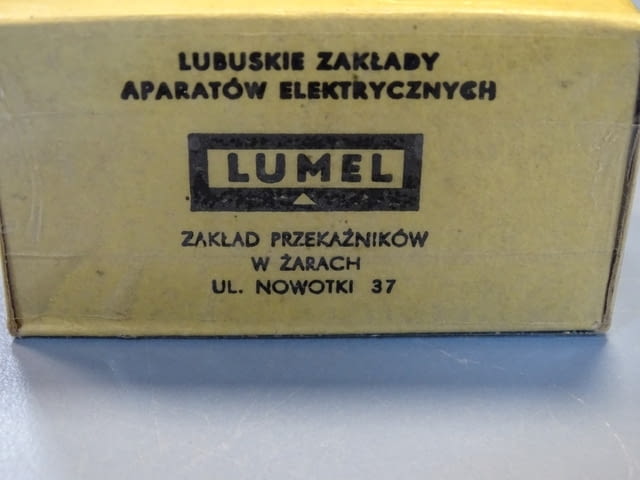 LUBUSKIE ZAKŁADY
APARATÓW ELEKTRYCZNYCH
LUMEL
ZAKŁAD PRZEKAŹNIKÓW
W ŻARACH
UL. NOWOTKI 37